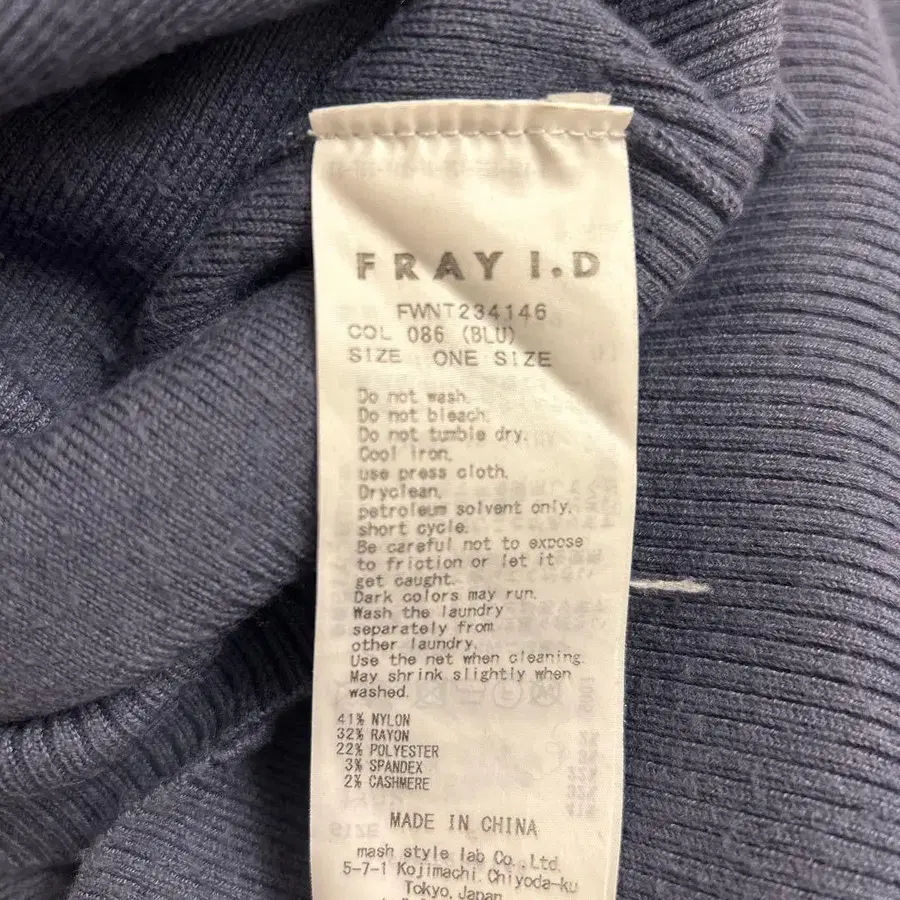 FRAY I.D
FWNT234146
COL 086 (BLU)
SIZE ONE SIZE
Do not wash.
Do not bleach.
Do not tumble dry.
Cool iron.
use press cloth.
Dryclean.
petroleum solvent only.
short cycle.
Be careful not to expose
to friction or let it
get caught.
Dark colors may run.
Wash the laundry
separately from
other laundry.
Use the net when cleaning.
May shrink slightly when
washed.
41% NYLON
32% RAYON
22% POLYESTER
3% SPANDEX
2% CASHMERE
MADE IN CHINA
mash style lab Co., Ltd.
5-7-1 Kojimachi Chiyoda-ku
Tokyo, Japan